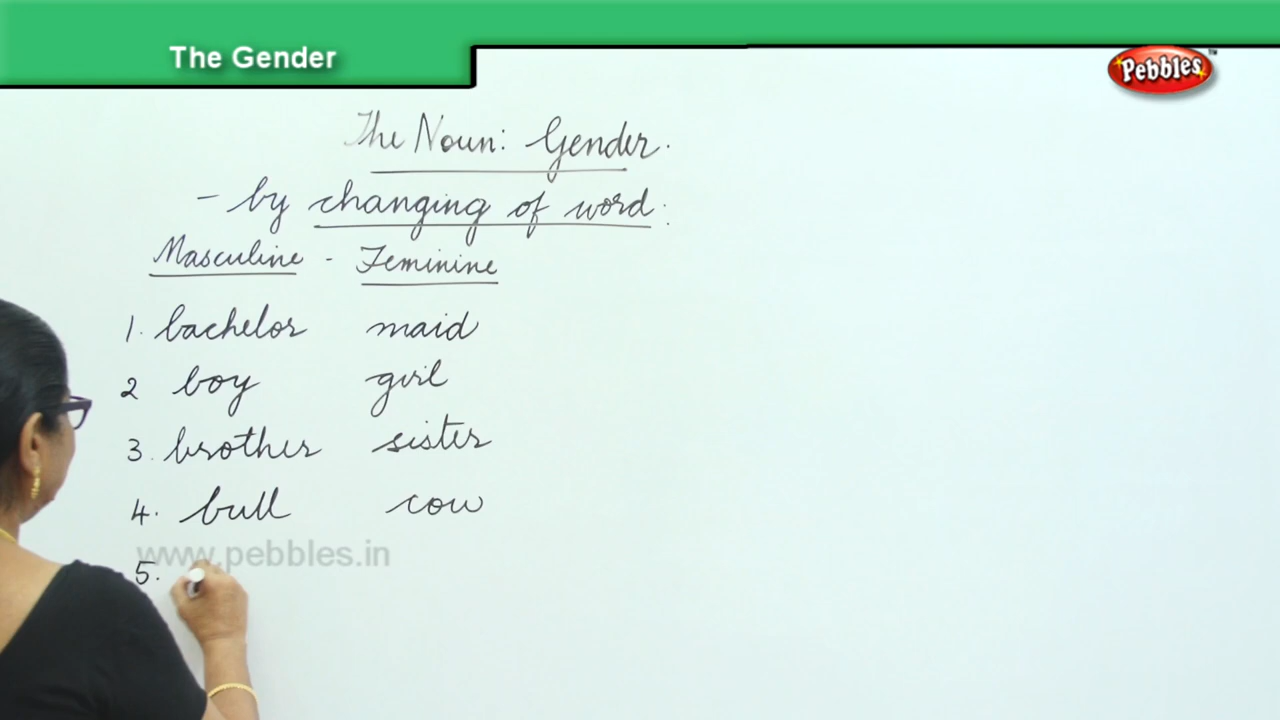 The Gender
Pebbles™
The Noun: Gender.
- by changing of word:
Masculine - Feminine
1. bachelor maid
2 boy girl
3. brother sister
4. bull cow
www.pebbles.in
5.